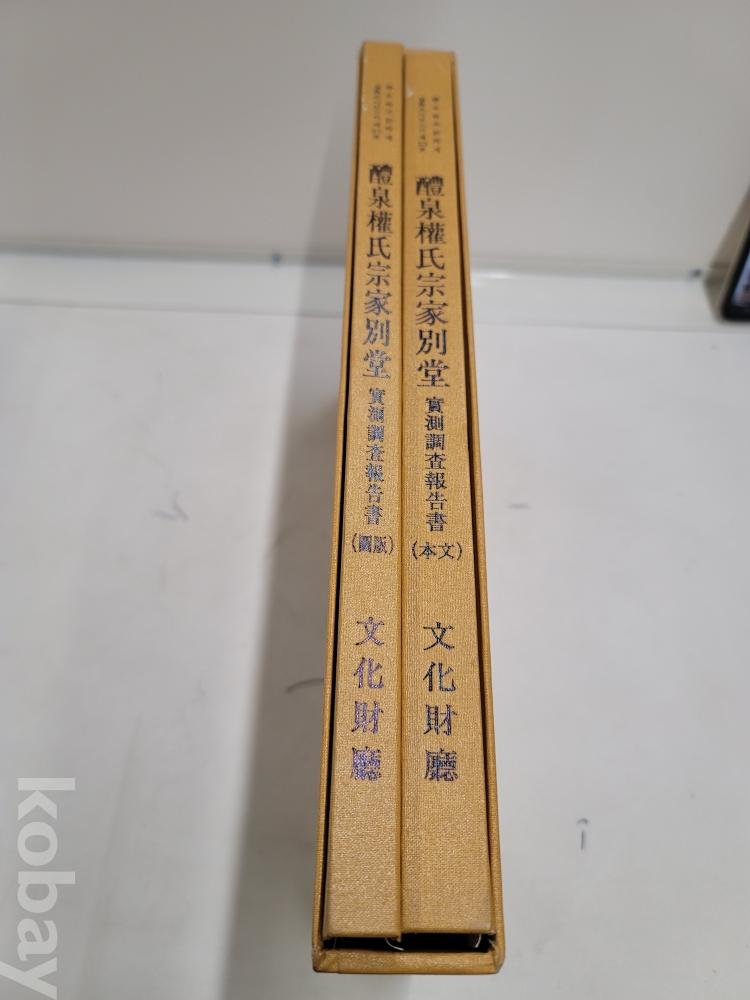 醴泉權氏宗家別堂
實測調査報告書
(圖版)
文化財廳
醴泉權氏宗家別堂
實測調査報告書
(本文)
文化財廳
kobay